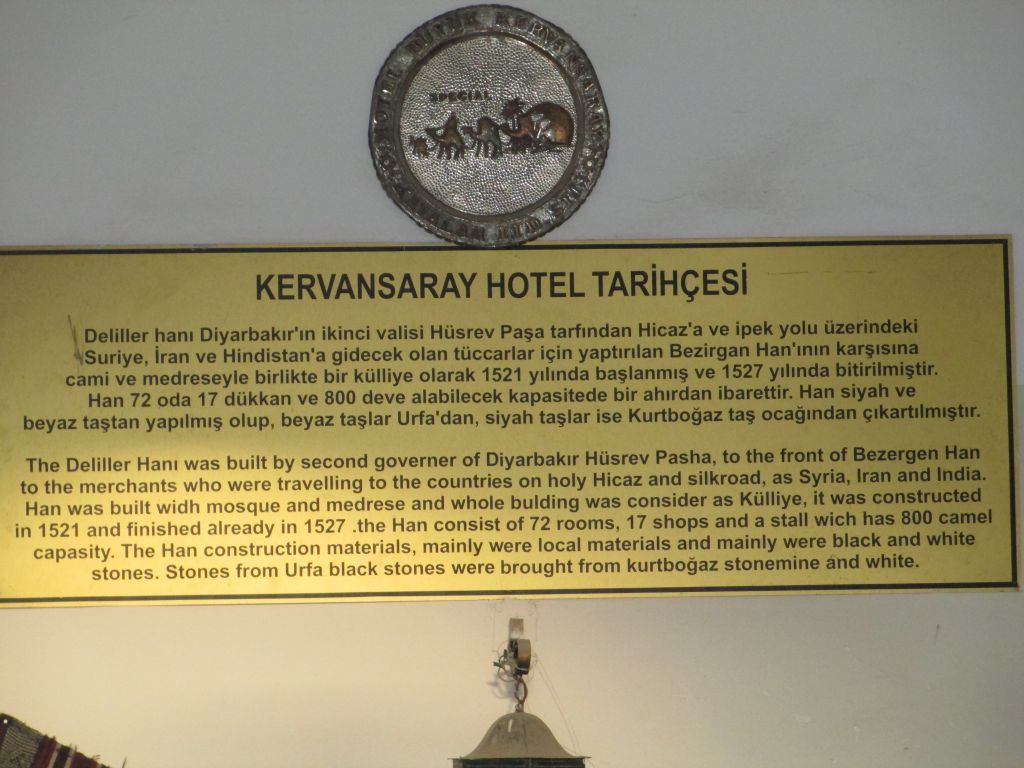 HOTEL BÜYÜK KERVANSARAY
SPECIAL
LTD ŞTİ
KERVANSARAY HOTEL TARİHÇESİ
Deliller hanı Diyarbakır'ın ikinci valisi Hüsrev Paşa tarfından Hicaz'a ve ipek yolu üzerindeki
Suriye, İran ve Hindistan'a gidecek olan tüccarlar için yaptırılan Bezirgan Han'ının karşısına
cami ve medreseyle birlikte bir külliye olarak 1521 yılında başlanmış ve 1527 yılında bitirilmiştir.
Han 72 oda 17 dükkan ve 800 deve alabilecek kapasitede bir ahırdan ibarettir. Han siyah ve
beyaz taştan yapılmış olup, beyaz taşlar Urfa'dan, siyah taşlar ise Kurtboğaz taş ocağından çıkartılmıştır.
The Deliller Hanı was built by second governer of Diyarbakır Hüsrev Pasha, to the front of Bezergen Han
to the merchants who were travelling to the countries on holy Hicaz and silkroad, as Syria, Iran and India.
Han was built widh mosque and medrese and whole bulding was consider as Külliye, it was constructed
in 1521 and finished already in 1527 .the Han consist of 72 rooms, 17 shops and a stall wich has 800 camel
capasity. The Han construction materials, mainly were local materials and mainly were black and white
stones. Stones from Urfa black stones were brought from kurtboğaz stonemine and white.